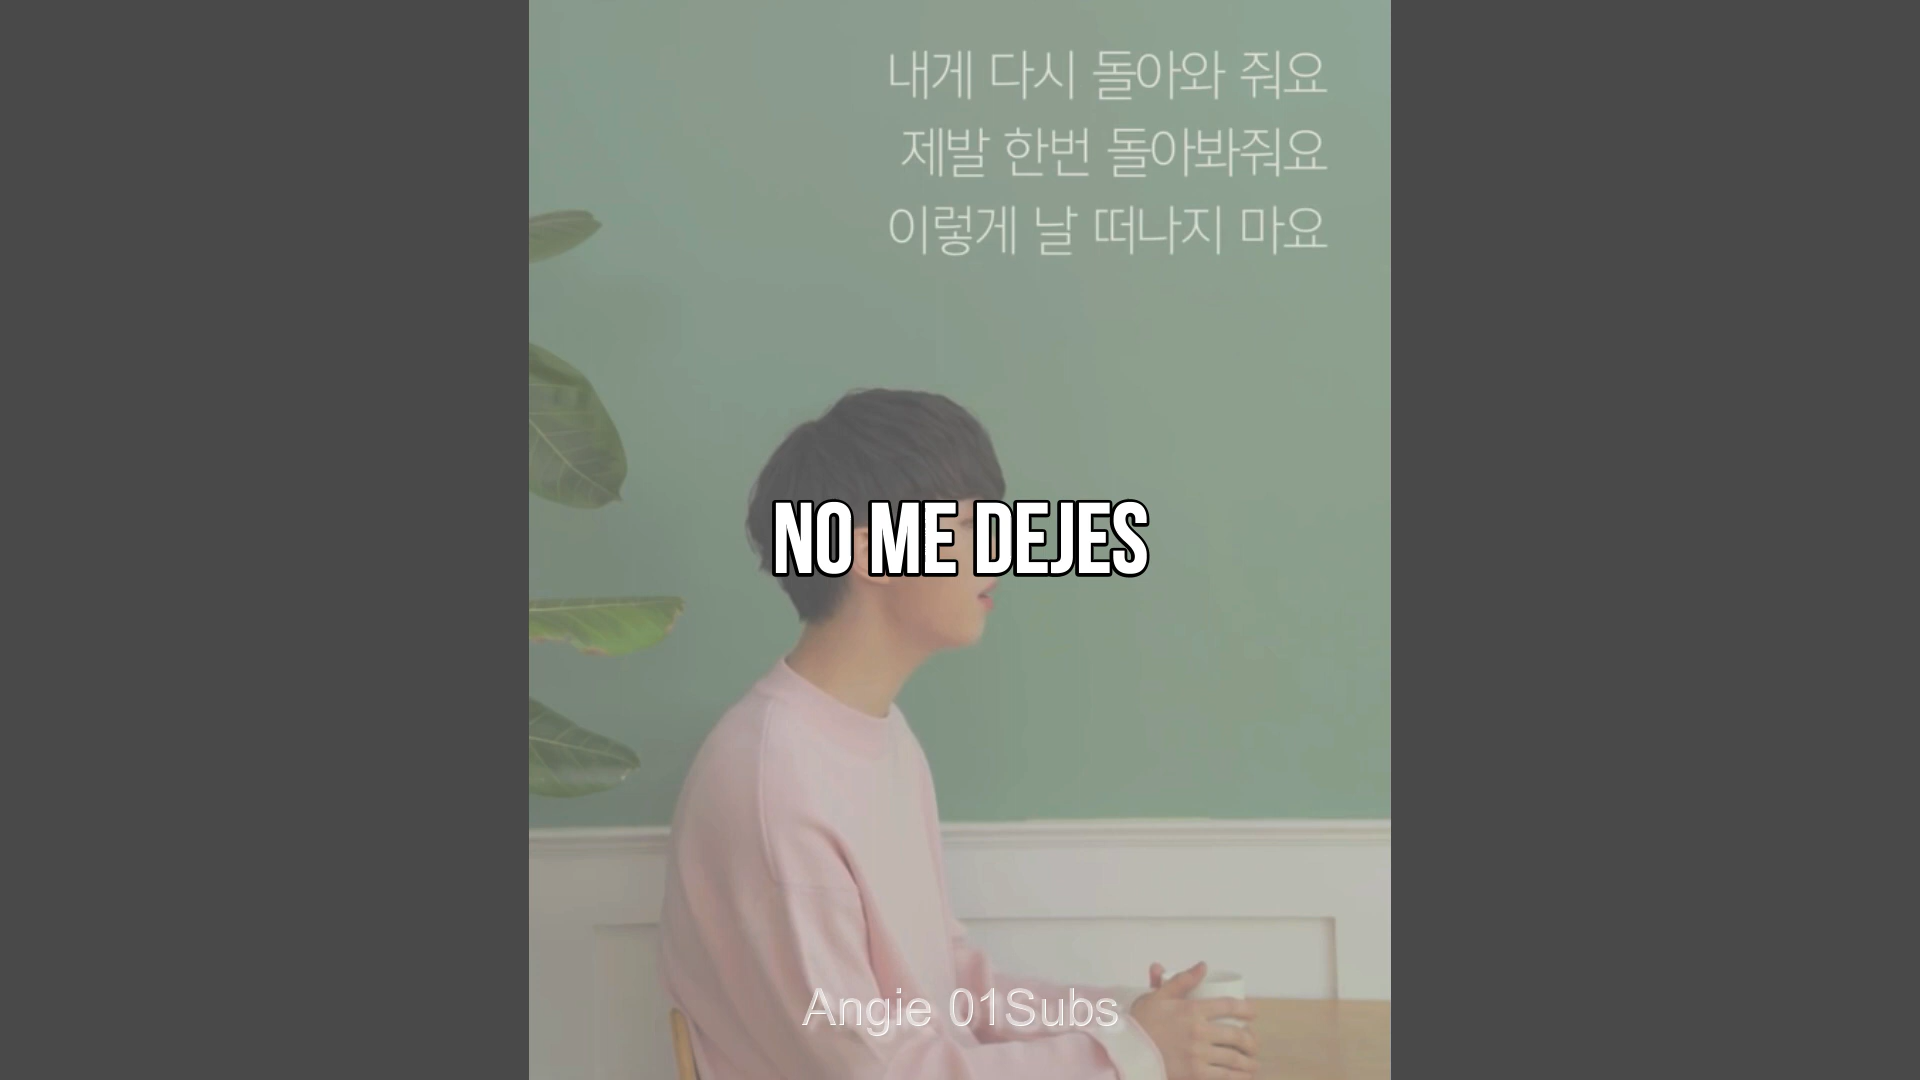 내게 다시 돌아와 줘요
제발 한번 돌아봐줘요
이렇게 날 떠나지 마요
NO ME DEJES
Angie 01Subs